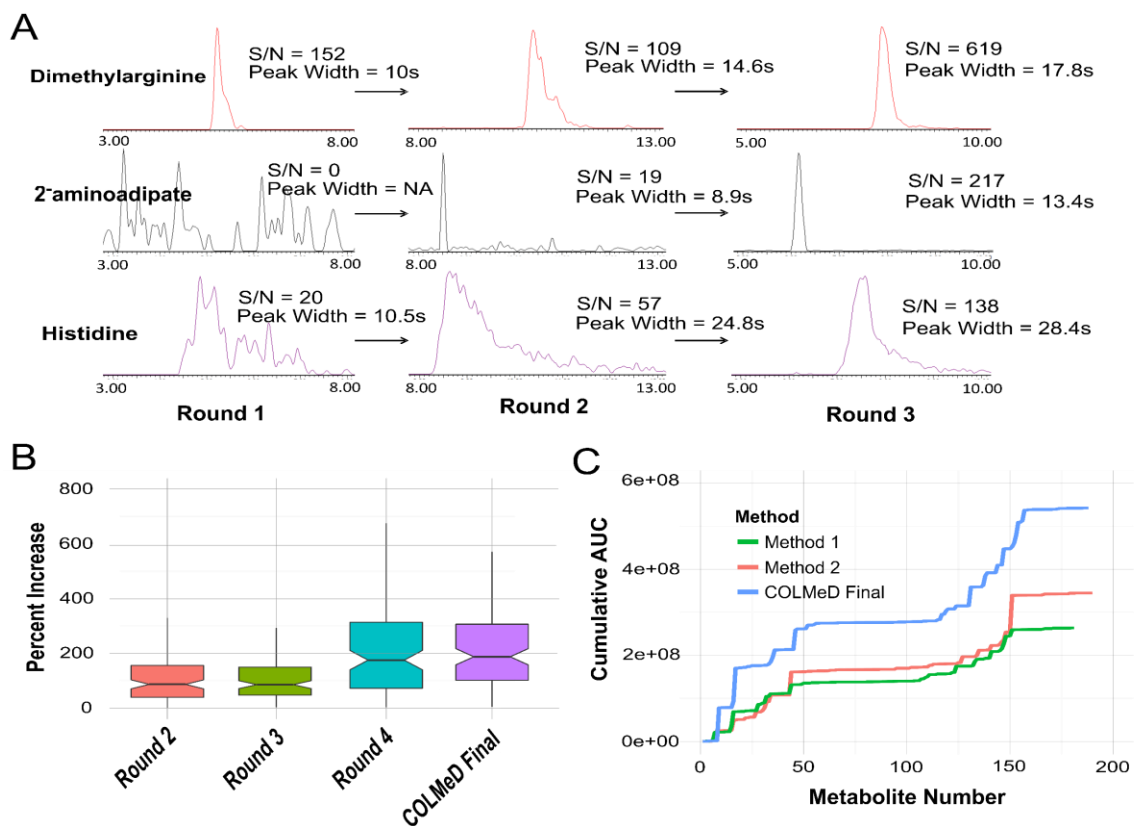 A
Dimethylarginine
S/N = 152
Peak Width = 10s
S/N = 109
Peak Width = 14.6s
S/N = 619
Peak Width = 17.8s
3.00 8.00 8.00 13.00 5.00 10.00
2-aminoadipate
S/N = 0
Peak Width = NA
S/N = 19
Peak Width = 8.9s
S/N = 217
Peak Width = 13.4s
3.00 8.00 8.00 13.00 5.00 10.00
Histidine
S/N = 20
Peak Width = 10.5s
S/N = 57
Peak Width = 24.8s
S/N = 138
Peak Width = 28.4s
3.00 8.00 8.00 13.00 5.00 10.00
Round 1 Round 2 Round 3
B
Percent Increase
800
600
400
200
0
Round 2
Round 3
Round 4
COLMeD Final
C
Cumulative AUC
6e+08
4e+08
2e+08
0e+00
Method
Method 1
Method 2
COLMeD Final
0 50 100 150 200
Metabolite Number